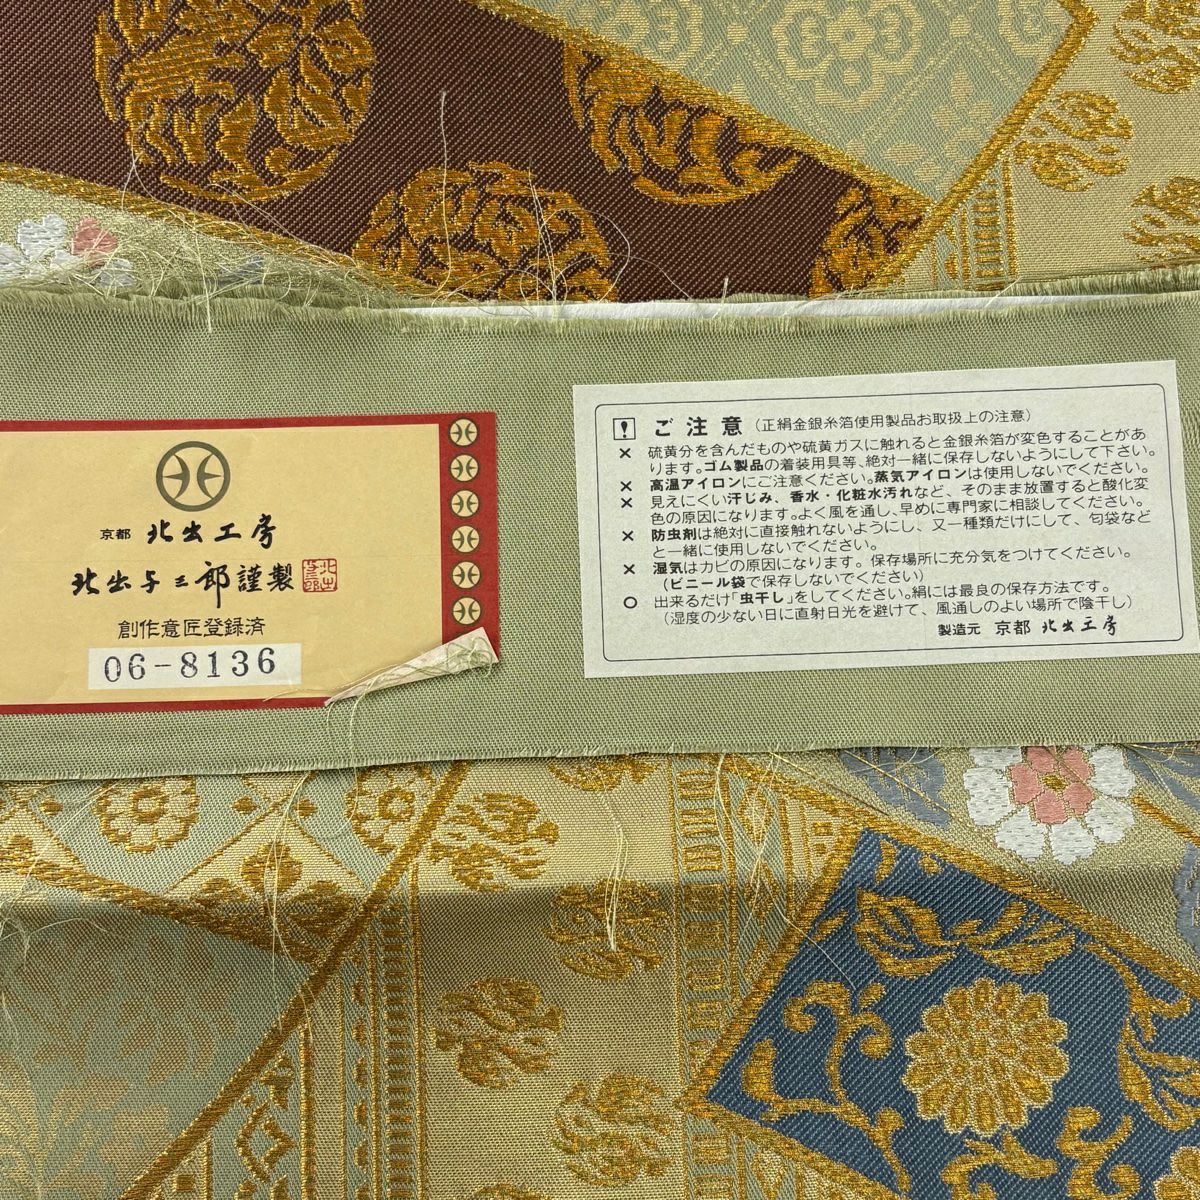 京都 北出工房
北出与三郎謹製
創作意匠登録済
06-8136
ご注意 (正絹金銀糸箔使用製品お取扱上の注意)
× 硫黄分を含んだものや硫黄ガスに触れると金銀糸箔が変色することがあ
ります。ゴム製品の着装用具等、絶対一緒に保存しないようにして下さい。
× 高温アイロンにご注意ください。蒸気アイロンは使用しないでください。
× 見えにくい汗じみ、香水・化粧水汚れなど、そのまま放置すると酸化変
色の原因になります。よく風を通し、早めに専門家に相談してください。
× 防虫剤は絶対に直接触れないようにし、又一種類だけにして、匂袋など
と一緒に使用しないでください。
× 湿気はカビの原因になります。保存場所に充分気をつけてください。
(ビニール袋で保存しないでください)
○ 出来るだけ「虫干し」をしてください。絹には最良の保存方法です。
(湿度の少ない日に直射日光を避けて、風通しのよい場所で陰干し)
製造元 京都 北出工房